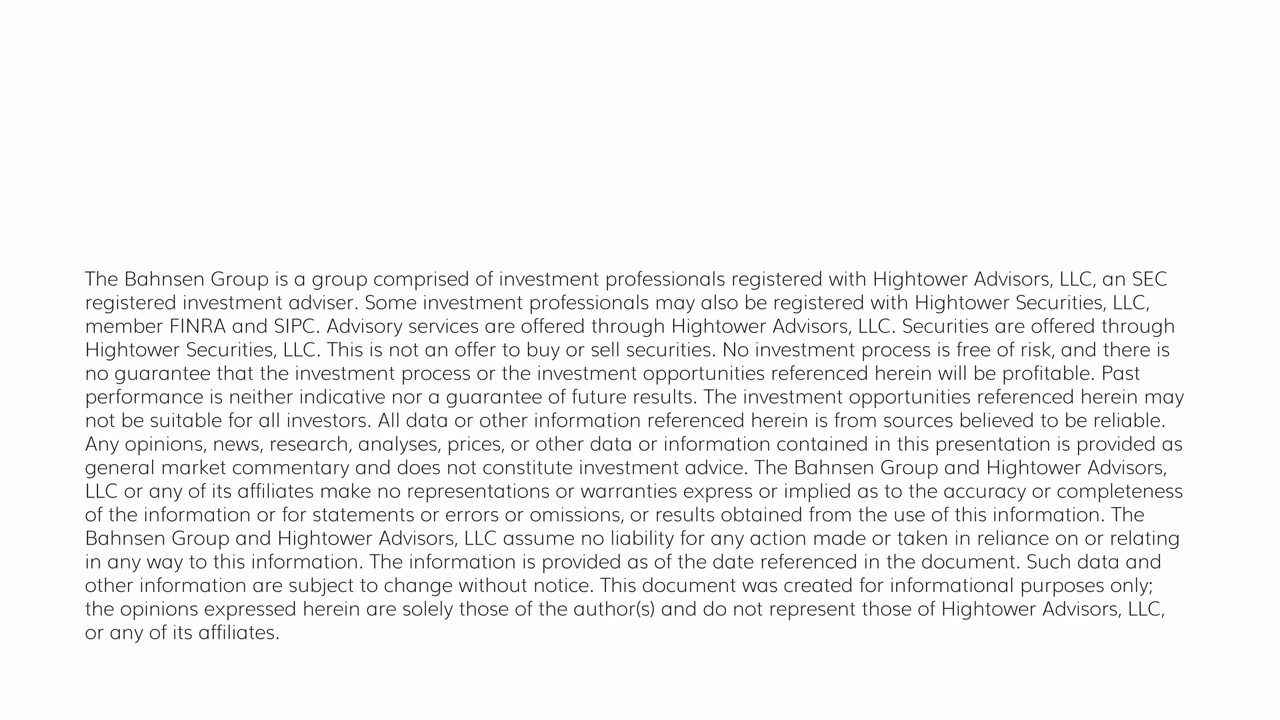 The Bahnsen Group is a group comprised of investment professionals registered with Hightower Advisors, LLC, an SEC
registered investment adviser. Some investment professionals may also be registered with Hightower Securities, LLC,
member FINRA and SIPC. Advisory services are offered through Hightower Advisors, LLC. Securities are offered through
Hightower Securities, LLC. This is not an offer to buy or sell securities. No investment process is free of risk, and there is
no guarantee that the investment process or the investment opportunities referenced herein will be profitable. Past
performance is neither indicative nor a guarantee of future results. The investment opportunities referenced herein may
not be suitable for all investors. All data or other information referenced herein is from sources believed to be reliable.
Any opinions, news, research, analyses, prices, or other data or information contained in this presentation is provided as
general market commentary and does not constitute investment advice. The Bahnsen Group and Hightower Advisors,
LLC or any of its affiliates make no representations or warranties express or implied as to the accuracy or completeness
of the information or for statements or errors or omissions, or results obtained from the use of this information. The
Bahnsen Group and Hightower Advisors, LLC assume no liability for any action made or taken in reliance on or relating
in any way to this information. The information is provided as of the date referenced in the document. Such data and
other information are subject to change without notice. This document was created for informational purposes only;
the opinions expressed herein are solely those of the author(s) and do not represent those of Hightower Advisors, LLC,
or any of its affiliates.